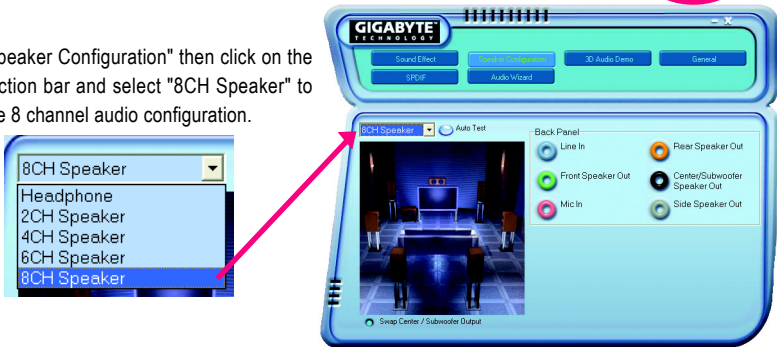 peaker Configuration" then click on the
ction bar and select "8CH Speaker" to
e 8 channel audio configuration.
8CH Speaker
Headphone
2CH Speaker
4CH Speaker
6CH Speaker
8CH Speaker
GIGABYTE
TECHNOLOGY
Sound Effect
Speaker Configuration
3D Audio Demo
General
SPDIF
Audio Wizard
8CH Speaker
Auto Test
Back Panel
Line In
Rear Speaker Out
Front Speaker Out
Center/Subwoofer
Speaker Out
Mic In
Side Speaker Out
Swap Center / Subwoofer Output